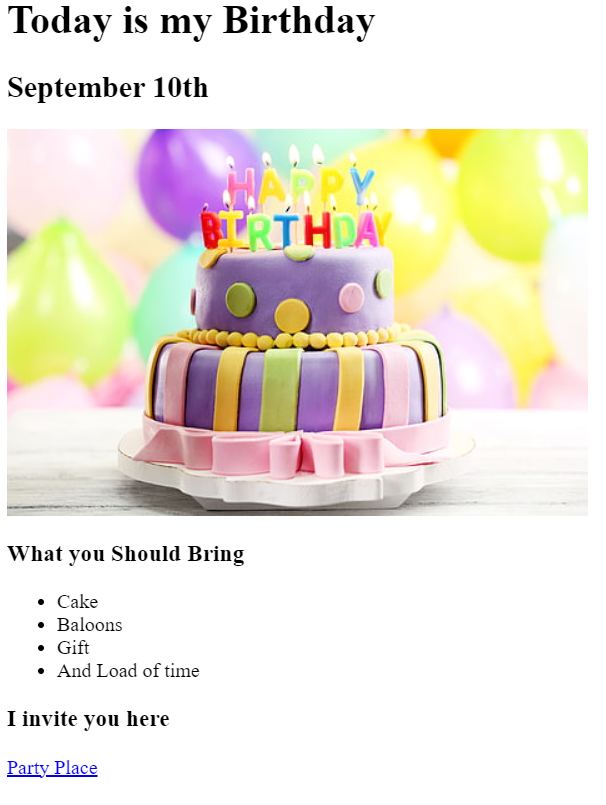 Today is my Birthday
September 10th
HAPPY
BIRTHDAY
What you Should Bring
Cake
Baloons
Gift
And Load of time
I invite you here
Party Place